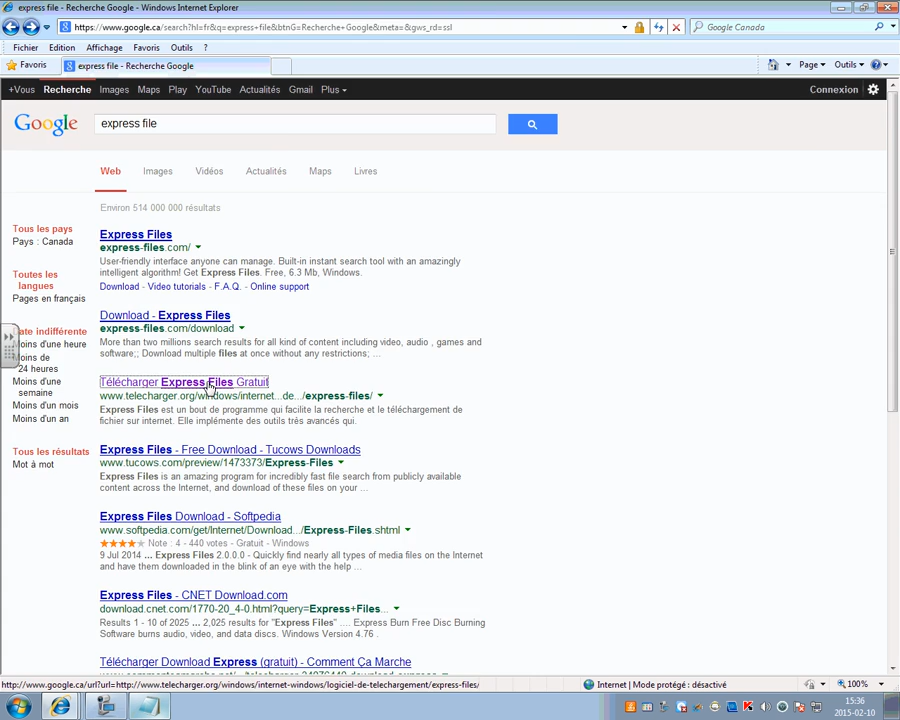 express file - Recherche Google - Windows Internet Explorer
https://www.google.ca/search?hl=fr&q=express+file&btnG=Recherche+Google&meta=&gws_rd=ssl
Google Canada
Fichier Edition Affichage Favoris Outils ?
Favoris
express file - Recherche Google
Page Outils
+Vous Recherche Images Maps Play YouTube Actualités Gmail Plus
Connexion
Google
express file
Web Images Vidéos Actualités Maps Livres
Environ 514 000 000 résultats
Tous les pays
Pays : Canada
Toutes les
langues
Pages en français
ate indifférente
Moins d'une heure
Moins de
24 heures
Moins d'une
semaine
Moins d'un mois
Moins d'un an
Tous les résultats
Mot à mot
Express Files
express-files.com/
User-friendly interface anyone can manage. Built-in instant search tool with an amazingly
intelligent algorithm! Get Express Files. Free, 6.3 Mb, Windows.
Download - Video tutorials - F.A.Q. - Online support
Download - Express Files
express-files.com/download
More than two millions search results for all kind of content including video, audio , games and
software;; Download multiple files at once without any restrictions; ...
Télécharger Express Files Gratuit
www.telecharger.org/windows/internet...de.../express-files/
Express Files est un bout de programme qui facilite la recherche et le téléchargement de
fichier sur internet. Elle implémente des outils très avancés qui.
Express Files - Free Download - Tucows Downloads
www.tucows.com/preview/1473373/Express-Files
Express Files is an amazing program for incredibly fast file search from publicly available
content across the Internet, and download of these files on your ...
Express Files Download - Softpedia
www.softpedia.com/get/Internet/Download.../Express-Files.shtml
Note : 4 - 440 votes - Gratuit - Windows
9 Jul 2014 ... Express Files 2.0.0.0 - Quickly find nearly all types of media files on the Internet
and have them downloaded in the blink of an eye with the help ...
Express Files - CNET Download.com
download.cnet.com/1770-20_4-0.html?query=Express+Files...
Results 1 - 10 of 2025 ... 2,025 results for "Express Files" .... Express Burn Free Disc Burning
Software burns audio, video, and data discs. Windows Version 4.76 .
Télécharger Download Express (gratuit) - Comment Ça Marche
http://www.google.ca/url?url=http://www.telecharger.org/windows/internet-windows/logiciel-de-telechargement/express-files/
Internet | Mode protégé : désactivé
100%
15:36
2015-02-10